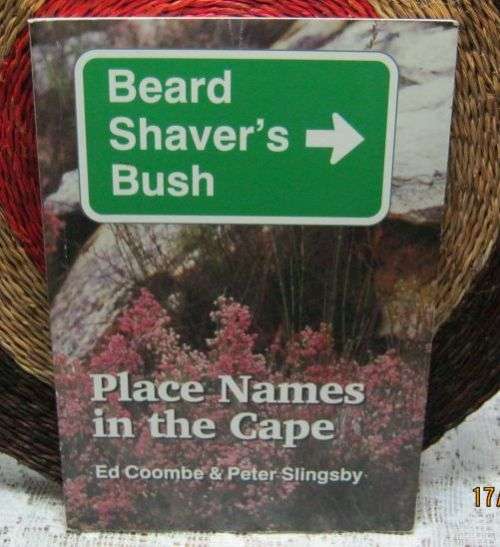 Beard
Shaver's
Bush
Place Names
in the Cape
Ed Coombe & Peter Slingsby
17/